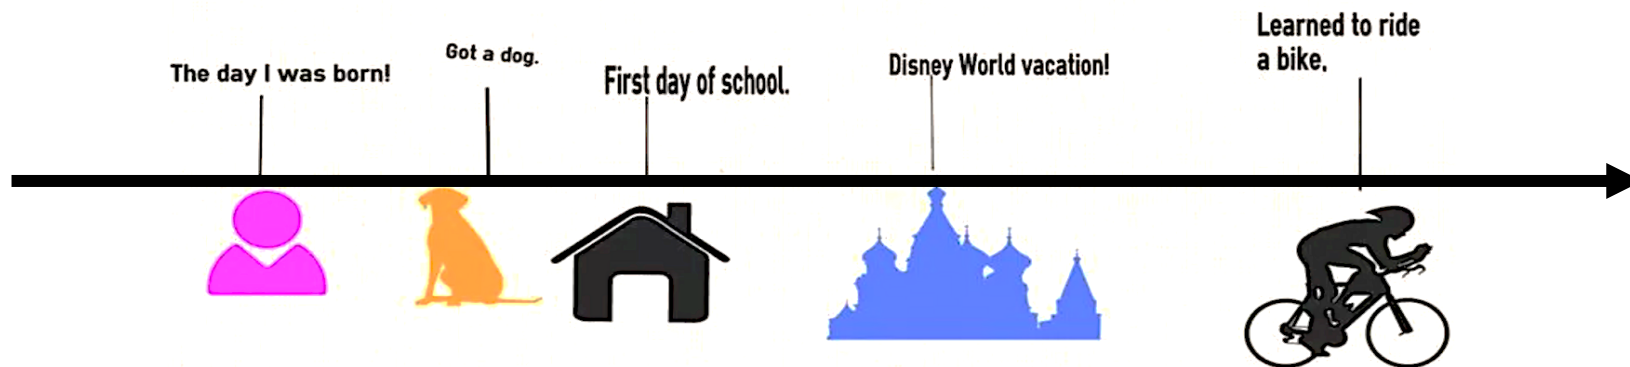 The day I was born!
Got a dog.
First day of school.
Disney World vacation!
Learned to ride
a bike.